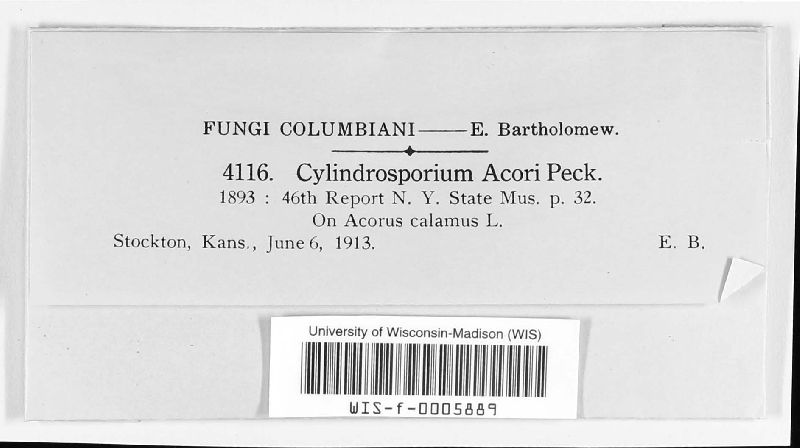 FUNGI COLUMBIANI—E. Bartholomew.
4116. Cylindrosporium Acori Peck.
1893 : 46th Report N. Y. State Mus. p. 32.
On Acorus calamus L.
Stockton, Kans., June 6, 1913. E. B.
University of Wisconsin-Madison (WIS)
WIS-f-0005889